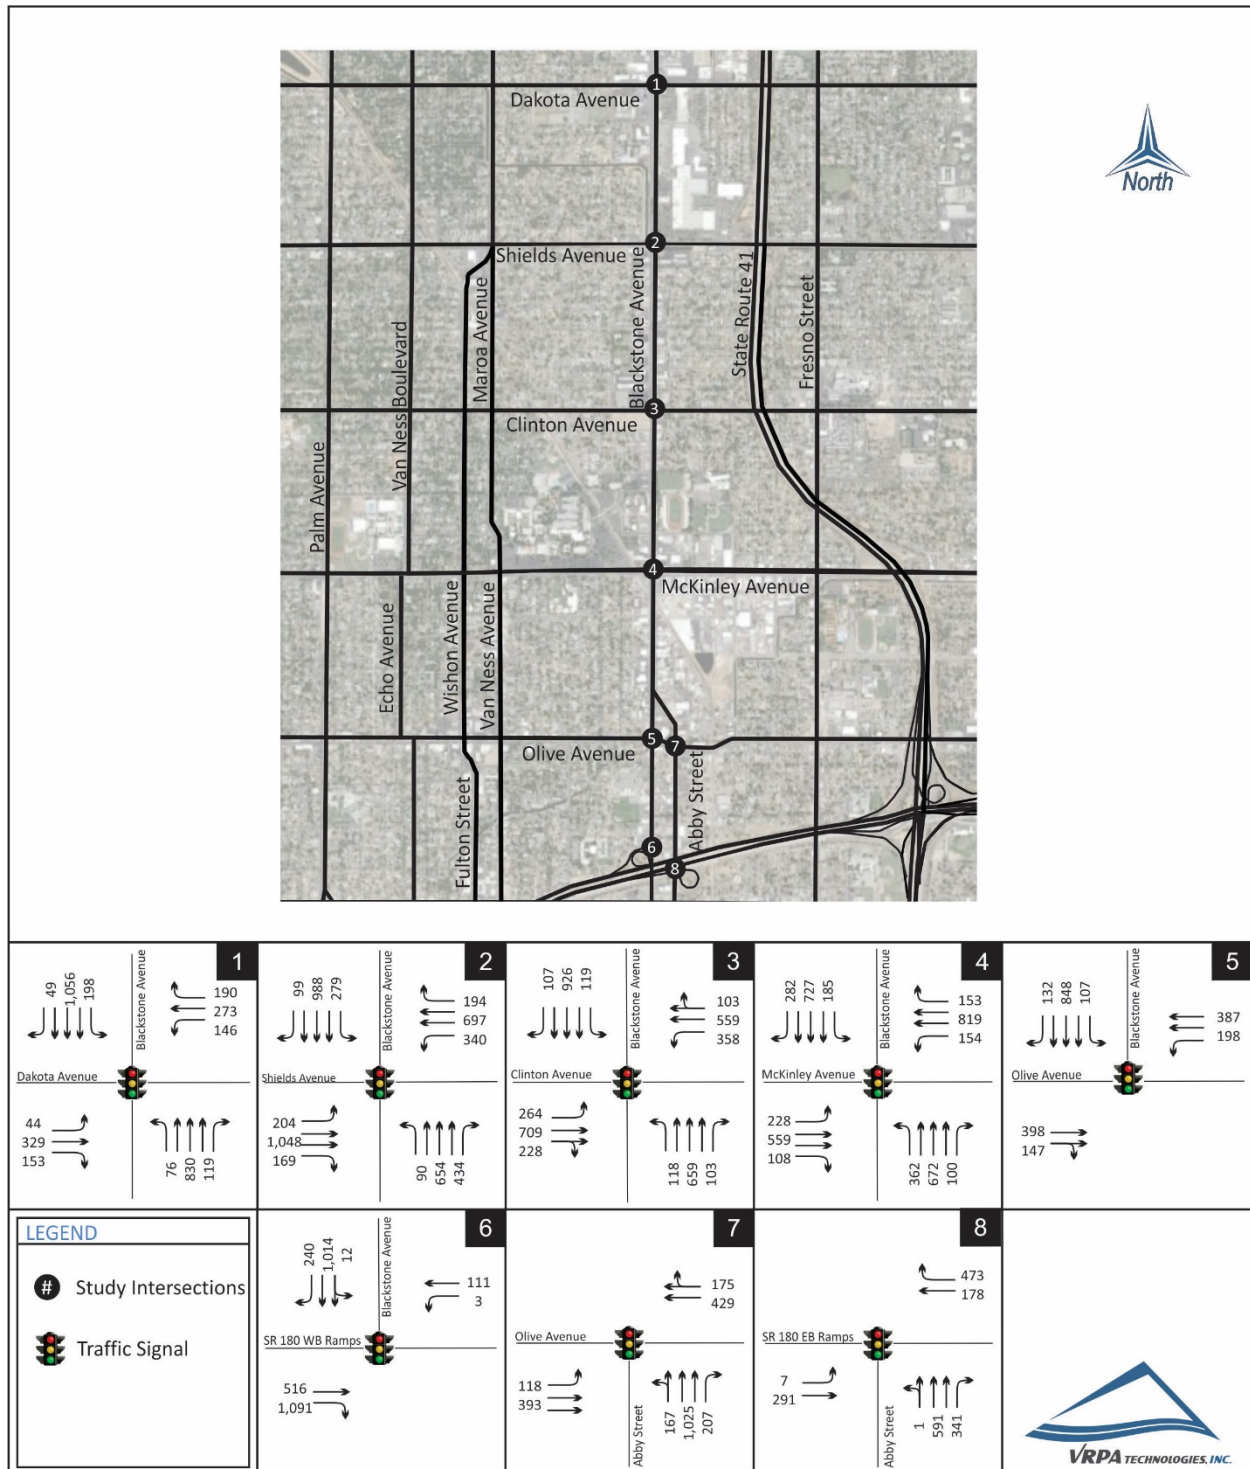 1
Dakota Avenue
North
2
Shields Avenue
Blackstone Avenue
State Route 41
Fresno Street
Maroa Avenue
Van Ness Boulevard
3
Clinton Avenue
Palm Avenue
4
McKinley Avenue
Echo Avenue
Wishon Avenue
Van Ness Avenue
5
7
Olive Avenue
Abby Street
Fulton Street
6
8
1
49
1,056
198
Blackstone Avenue
190
273
146
Dakota Avenue
44
329
153
76
830
119
2
99
988
279
Blackstone Avenue
194
697
340
Shields Avenue
204
1,048
169
90
654
434
3
107
926
119
Blackstone Avenue
103
559
358
Clinton Avenue
264
709
228
118
659
103
4
282
727
185
Blackstone Avenue
153
819
154
McKinley Avenue
228
559
108
362
672
100
5
132
848
107
Blackstone Avenue
387
198
Olive Avenue
398
147
LEGEND
# Study Intersections
Traffic Signal
6
240
1,014
12
Blackstone Avenue
111
3
SR 180 WB Ramps
516
1,091
7
175
429
Olive Avenue
118
393
Abby Street
167
1,025
207
8
473
178
SR 180 EB Ramps
7
291
Abby Street
1
591
341
VRPA TECHNOLOGIES, INC.